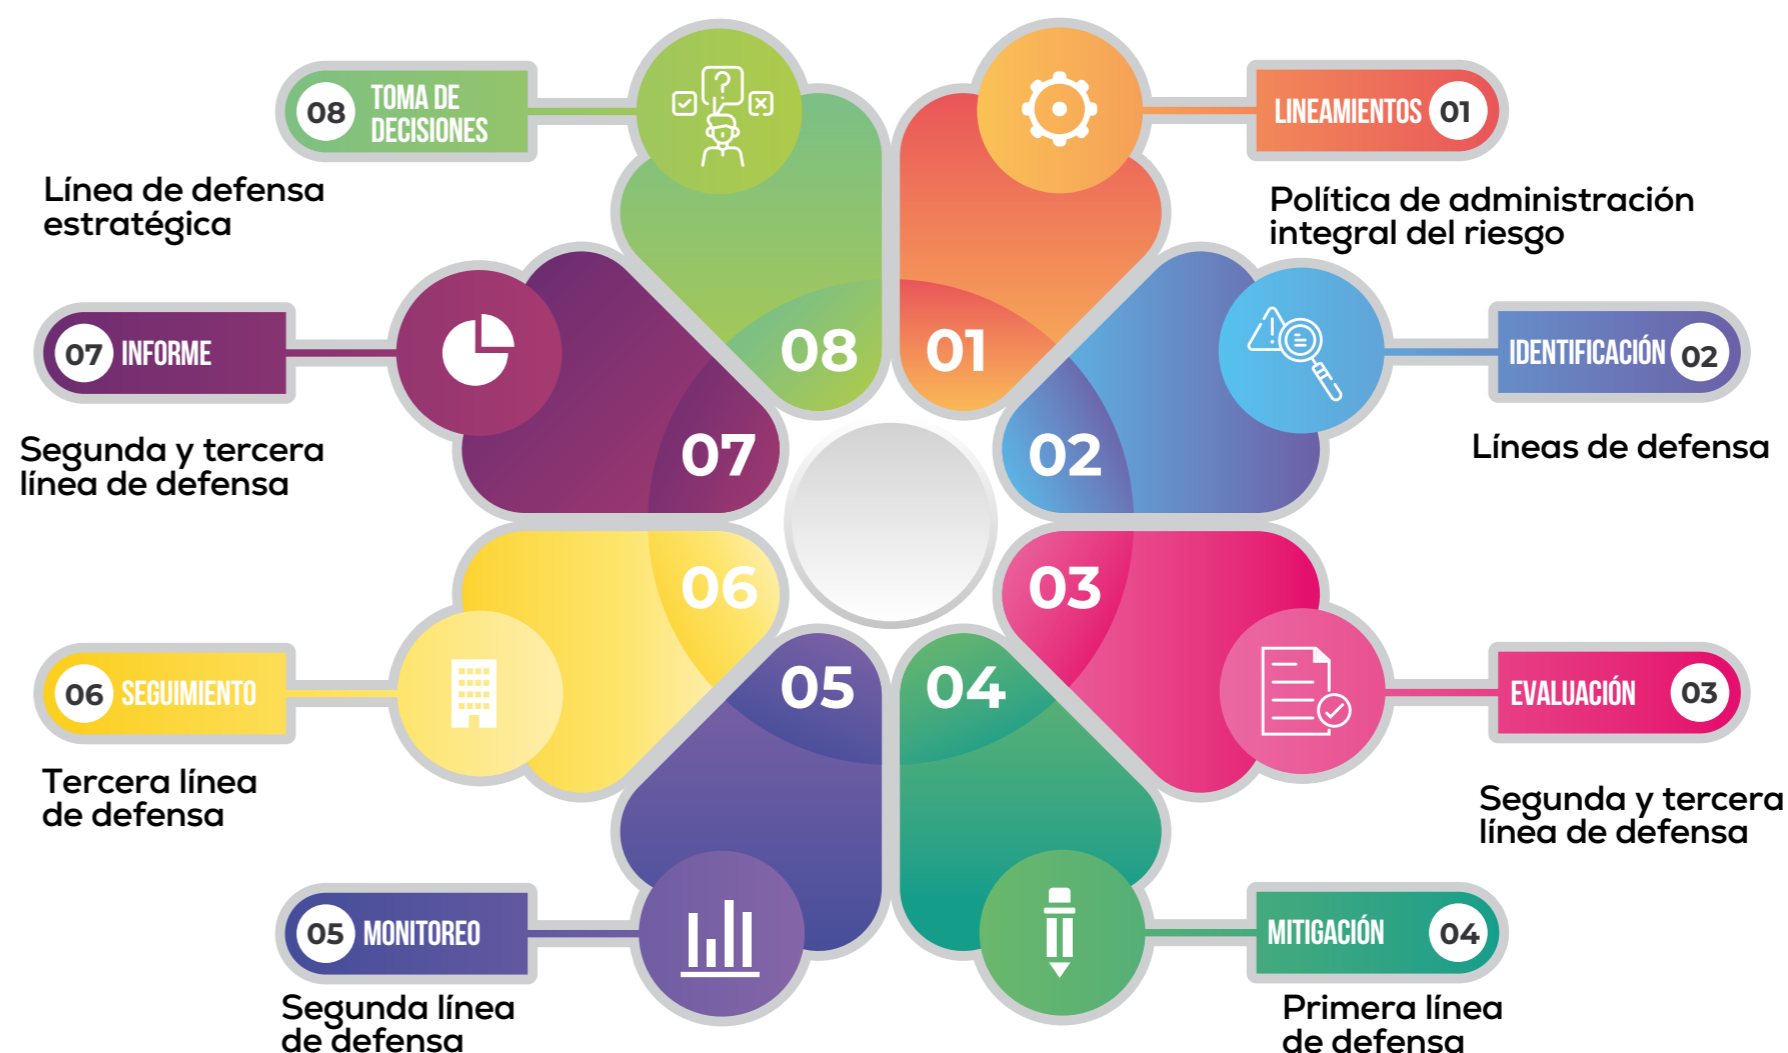 LINEAMIENTOS 01
Política de administración
integral del riesgo
IDENTIFICACIÓN 02
Líneas de defensa
EVALUACIÓN 03
Segunda y tercera
línea de defensa
MITIGACIÓN 04
Primera línea
de defensa
05 MONITOREO
Segunda línea
de defensa
06 SEGUIMIENTO
Tercera línea
de defensa
07 INFORME
Segunda y tercera
línea de defensa
08 TOMA DE
DECISIONES
Línea de defensa
estratégica
?
01
02
03
04
05
06
07
08